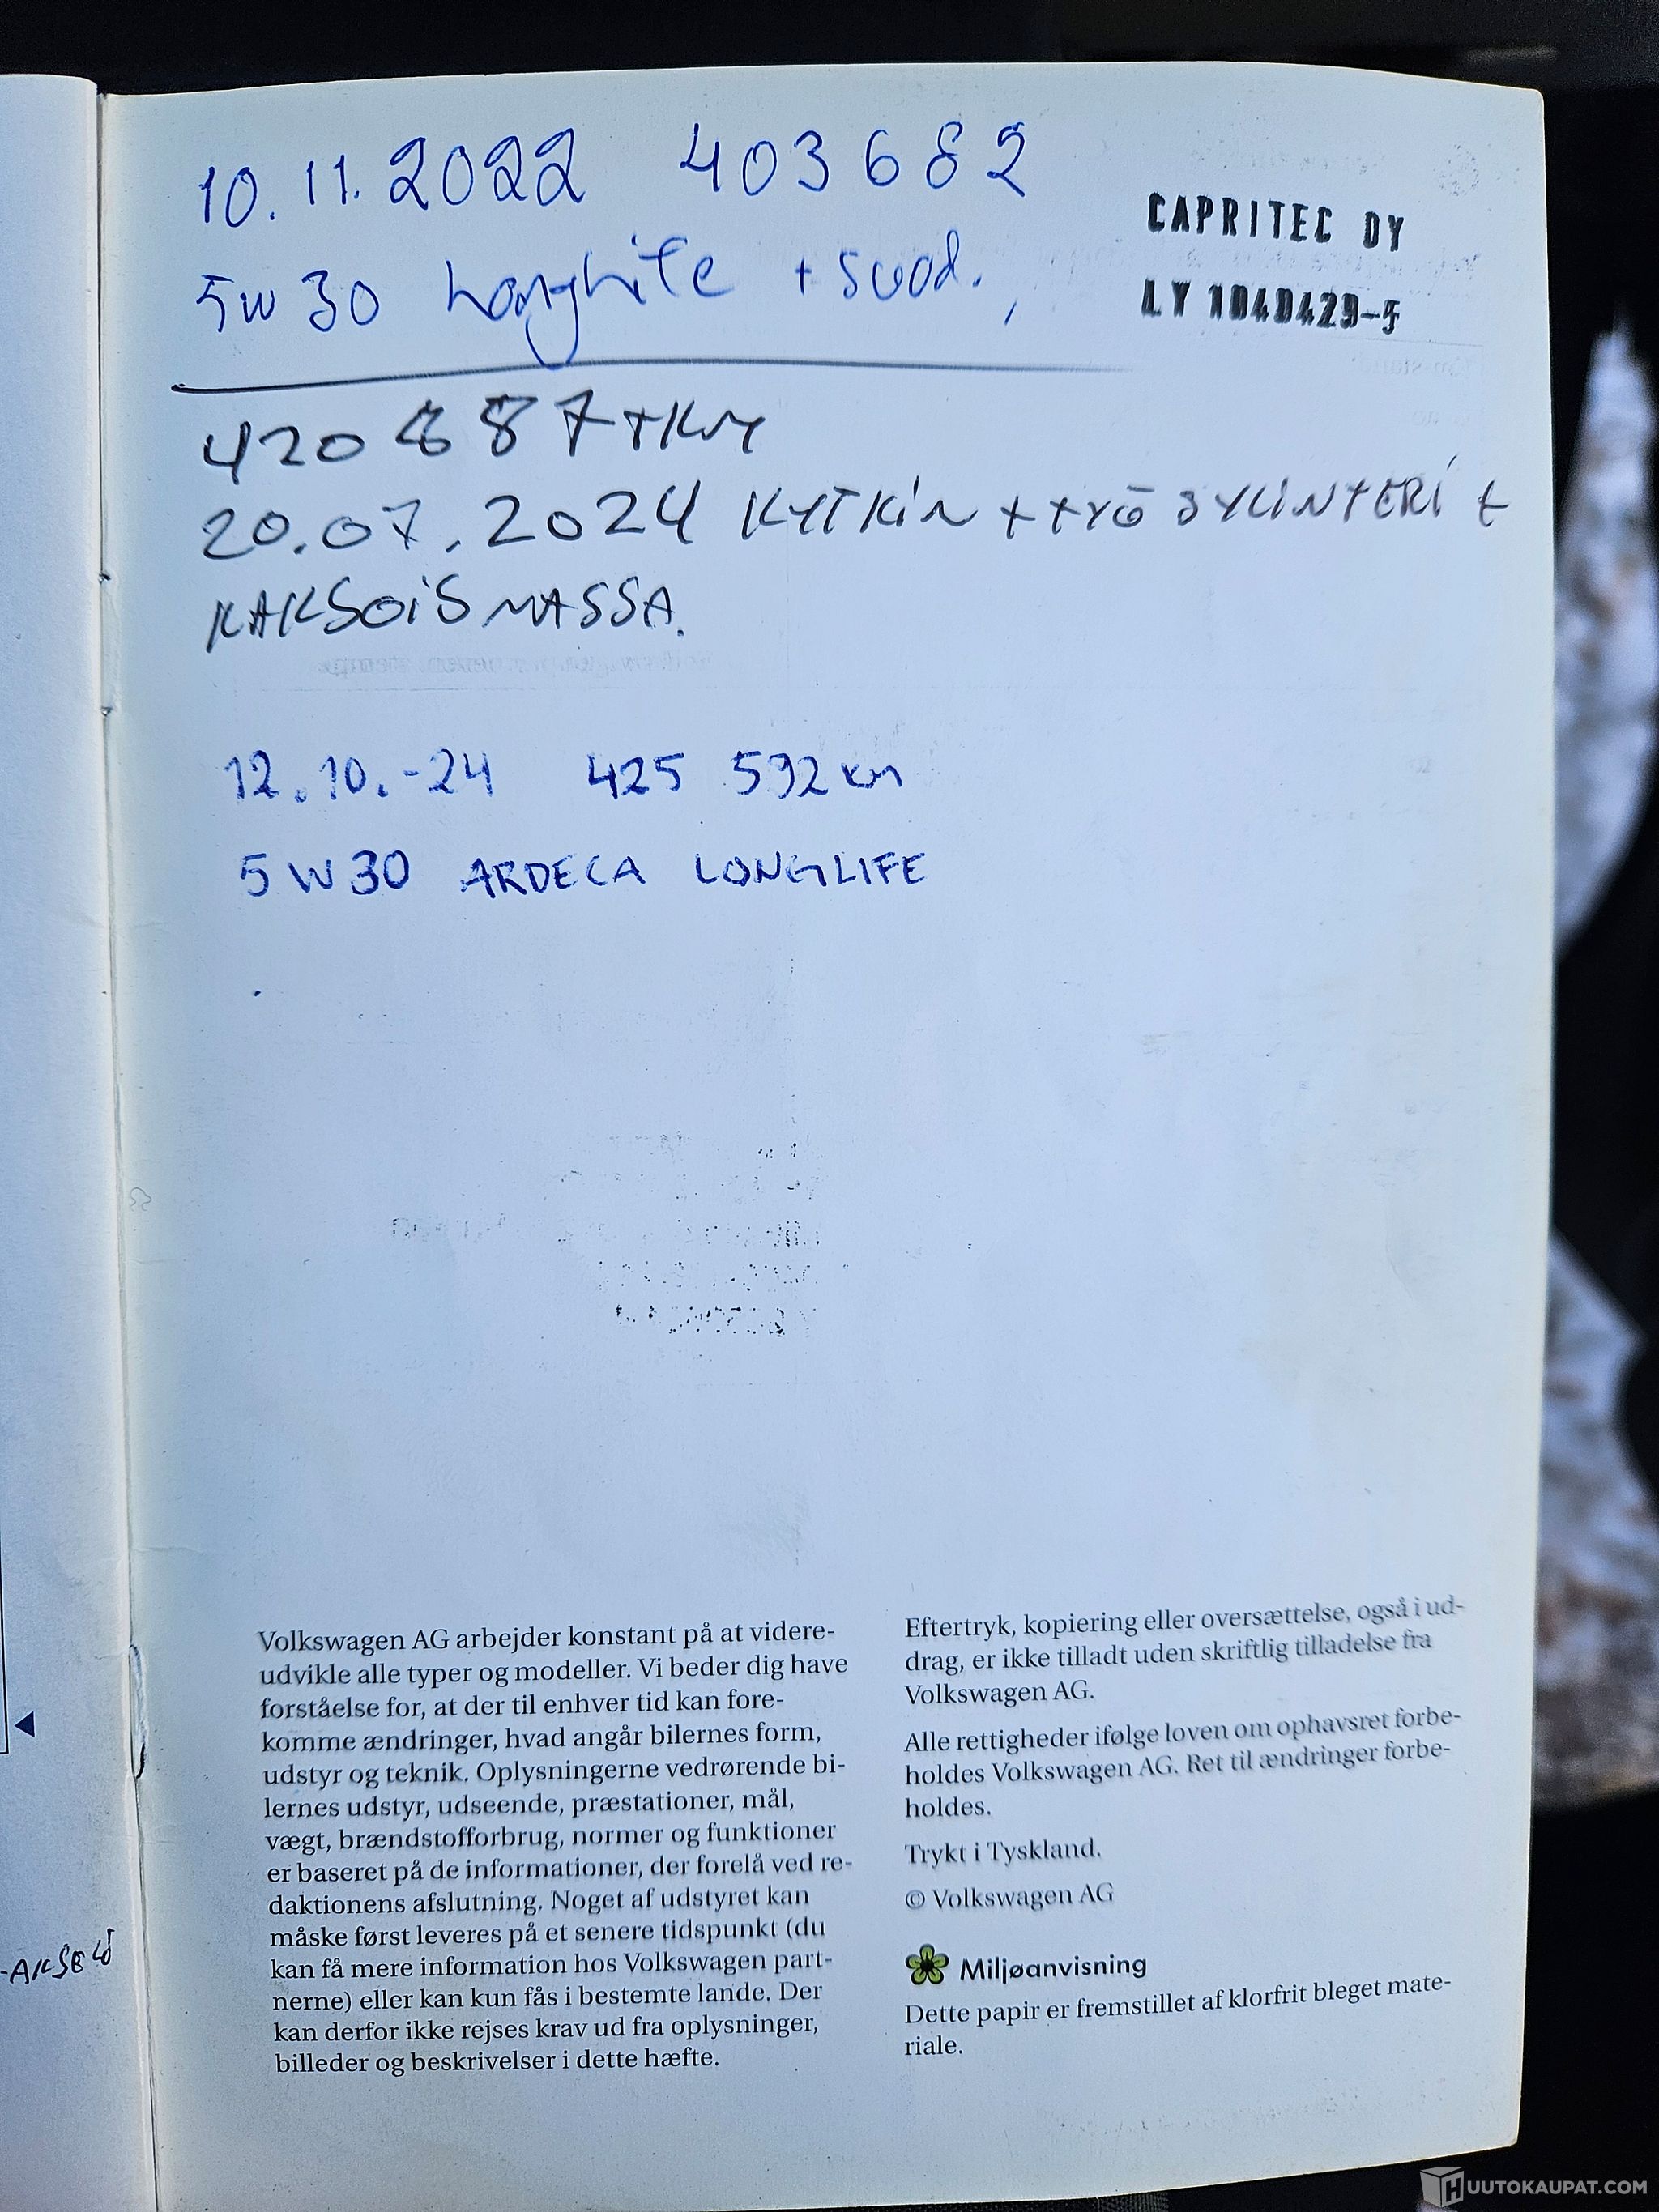 10.11.2022 403682
5W30 Longlife + suod.,
CAPRITEC OY
LY 1040429-5
20.07.2024 KYTKiN + TYÖ SYLiNTERi +
KAKSOiSMASSA.
12.10.-24 425 592 km
5W30 ARDECA LONGLIFE
Volkswagen AG arbejder konstant på at videre-
udvikle alle typer og modeller. Vi beder dig have
forståelse for, at der til enhver tid kan fore-
komme ændringer, hvad angår bilernes form,
udstyr og teknik. Oplysningerne vedrørende bi-
lernes udstyr, udseende, præstationer, mål,
vægt, brændstofforbrug, normer og funktioner
er baseret på de informationer, der forelå ved re-
daktionens afslutning. Noget af udstyret kan
måske først leveres på et senere tidspunkt (du
kan få mere information hos Volkswagen part-
nerne) eller kan kun fås i bestemte lande. Der
kan derfor ikke rejses krav ud fra oplysninger,
billeder og beskrivelser i dette hæfte.
Eftertryk, kopiering eller oversættelse, også i ud-
drag, er ikke tilladt uden skriftlig tilladelse fra
Volkswagen AG.
Alle rettigheder ifølge loven om ophavsret forbe-
holdes Volkswagen AG. Ret til ændringer forbe-
holdes.
Trykt i Tyskland.
© Volkswagen AG
Miljøanvisning
Dette papir er fremstillet af klorfrit bleget mate-
riale.
HUUTOKAUPAT.COM